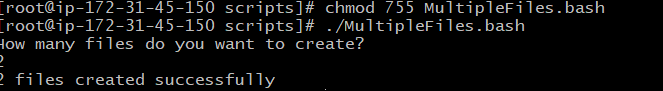 [root@ip-172-31-45-150 scripts]# chmod 755 MultipleFiles.bash
[root@ip-172-31-45-150 scripts]# ./MultipleFiles.bash
How many files do you want to create?
2
2 files created successfully